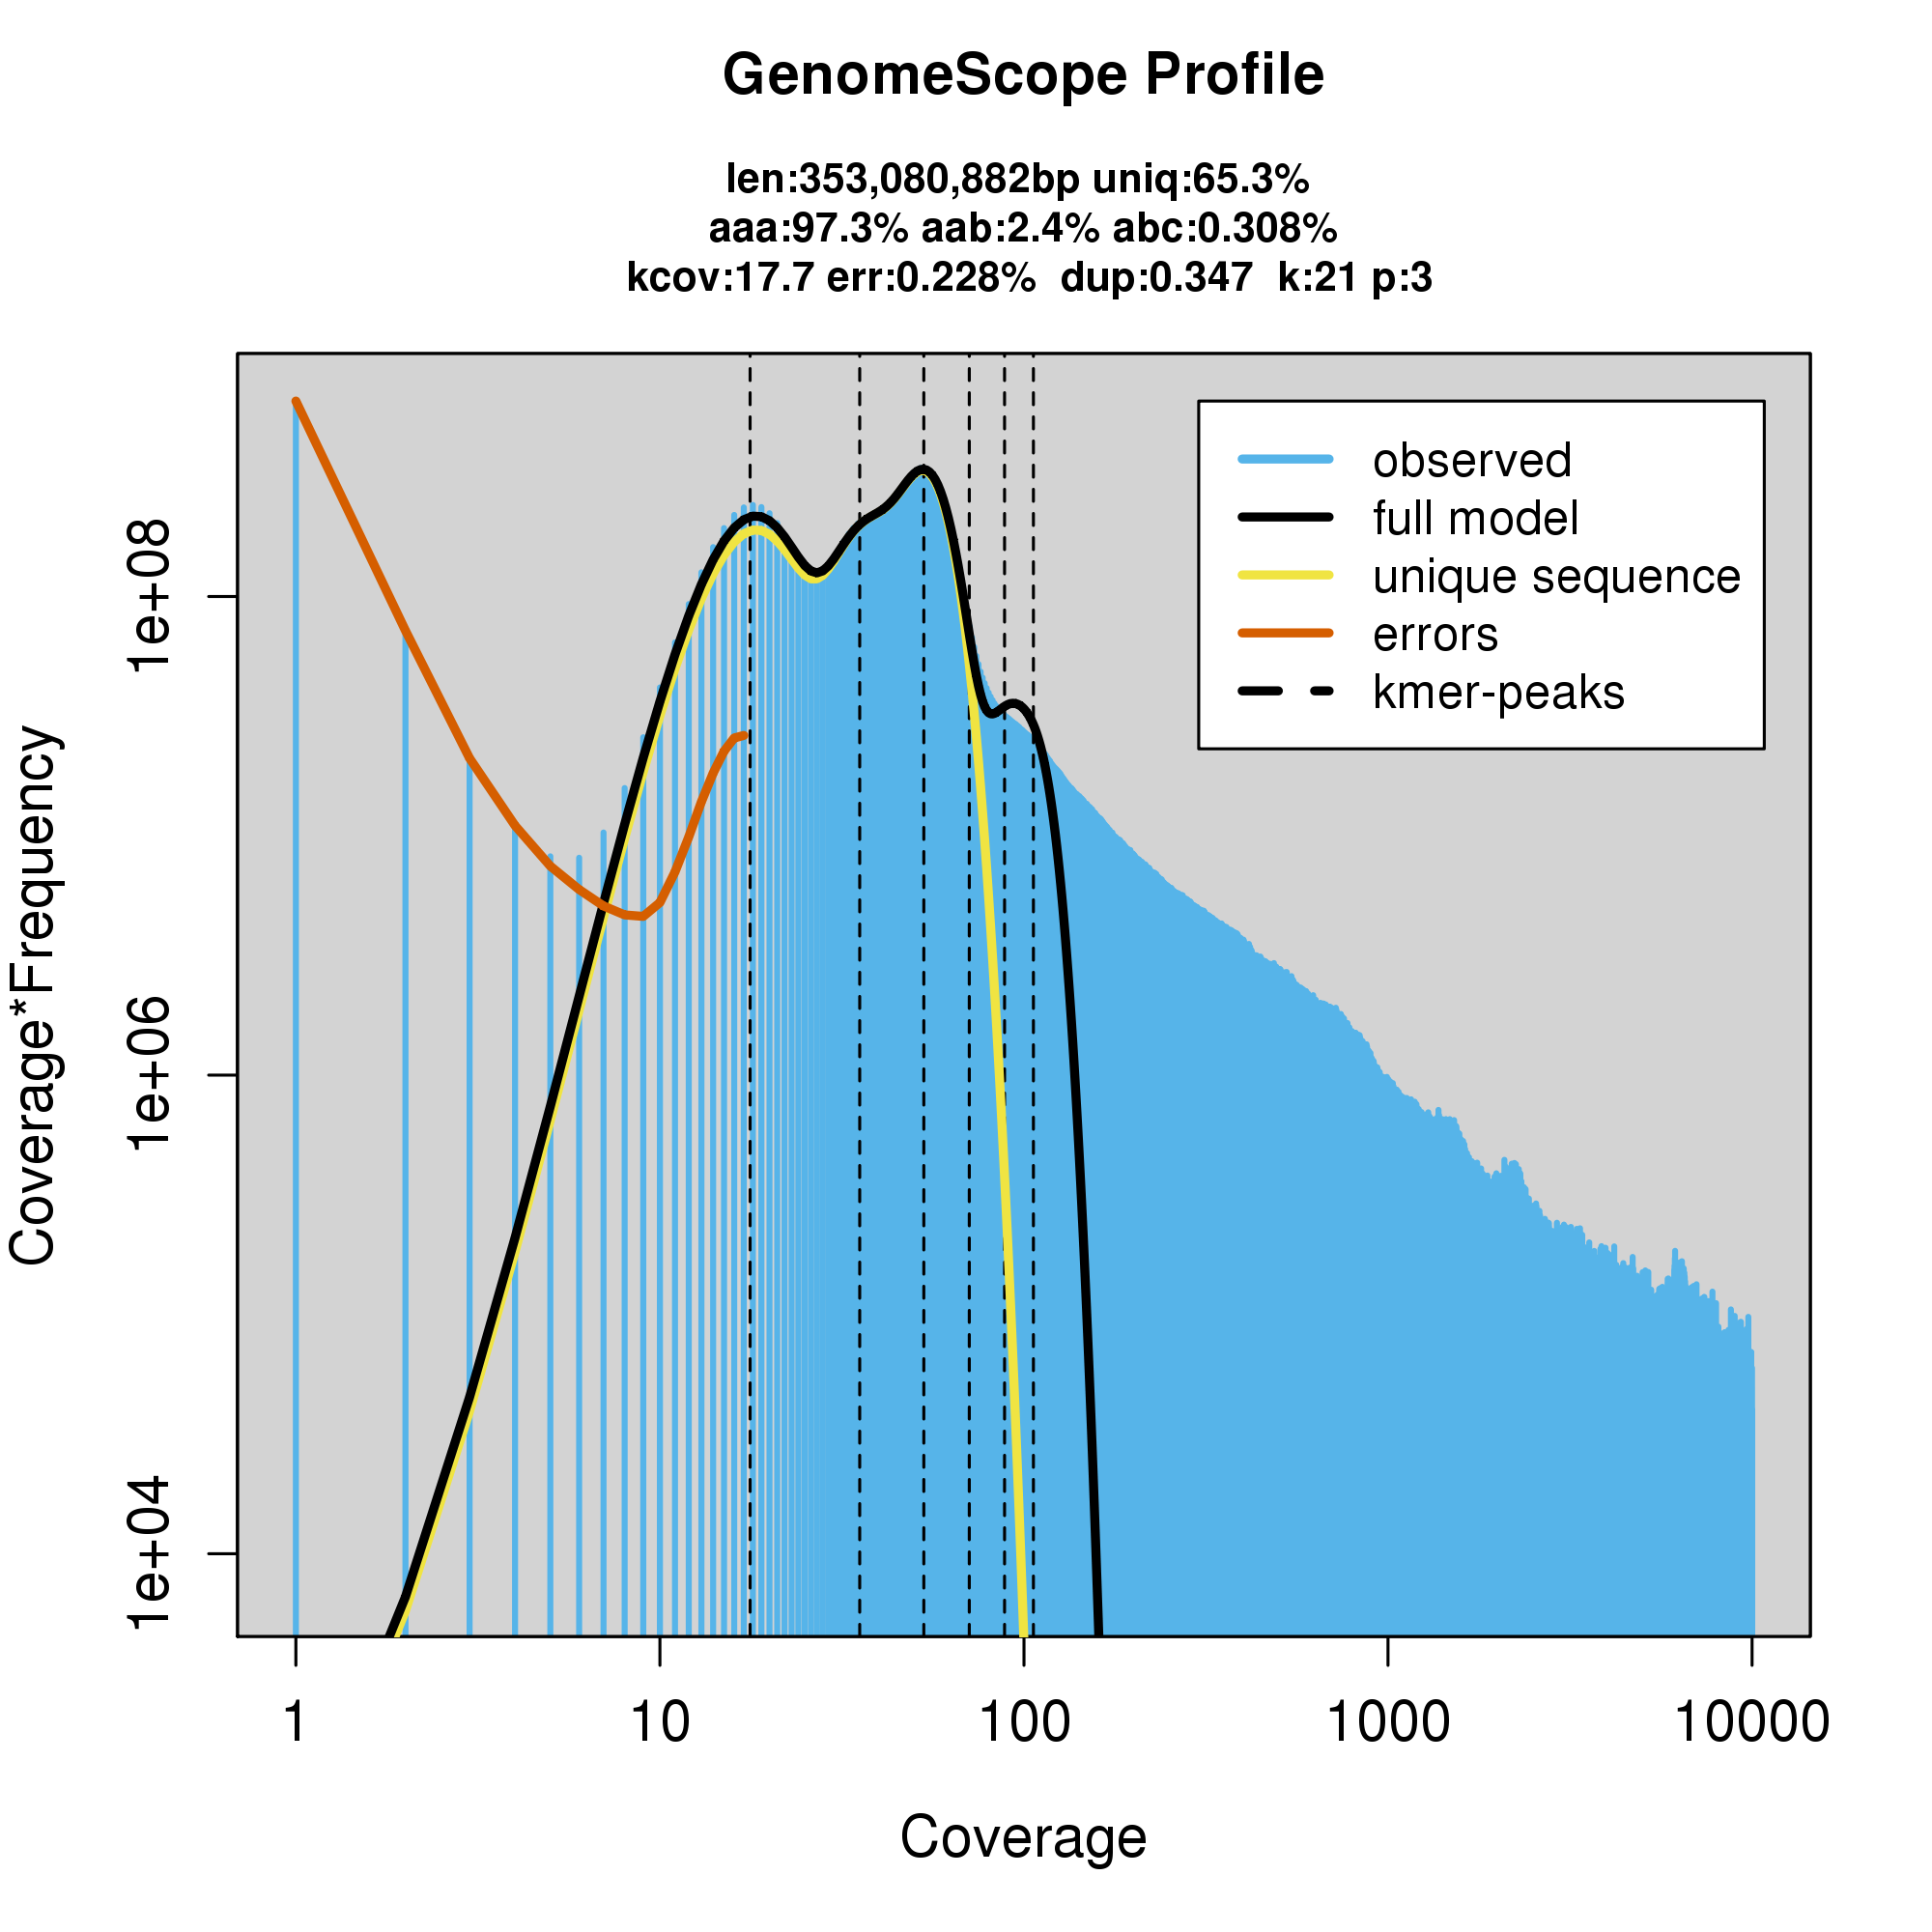 GenomeScope Profile
len:353,080,882bp uniq:65.3%
aaa:97.3% aab:2.4% abc:0.308%
kcov:17.7 err:0.228% dup:0.347 k:21 p:3
observed
full model
unique sequence
errors
kmer-peaks
Coverage*Frequency
1e+08
1e+06
1e+04
1 10 100 1000 10000
Coverage